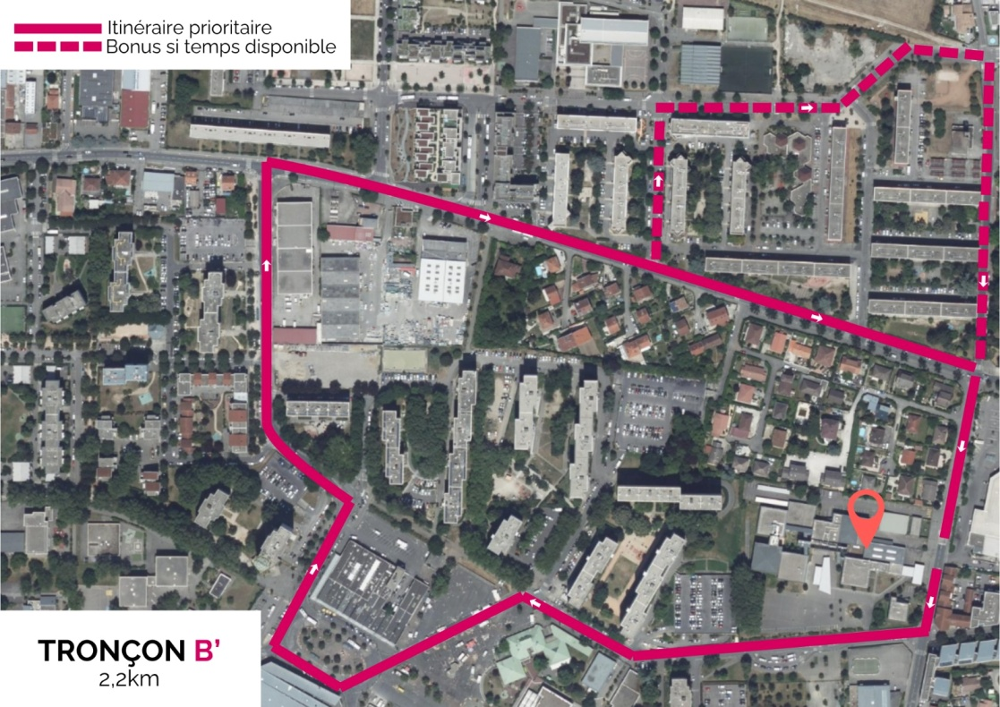 Itinéraire prioritaire
Bonus si temps disponible
TRONÇON B’
2,2km